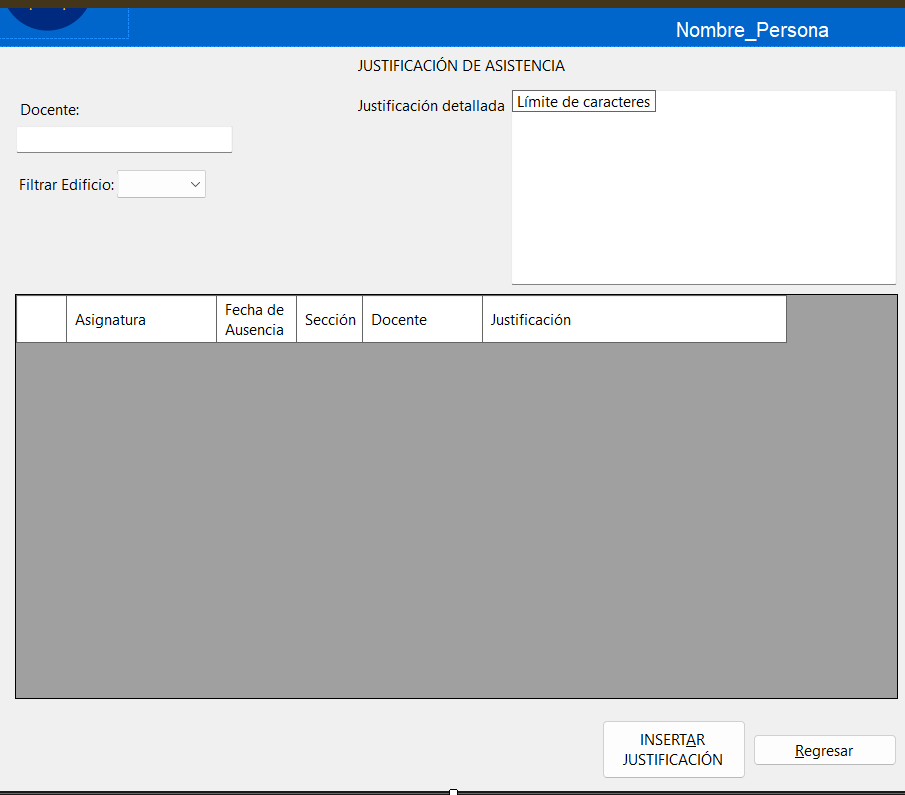 Nombre_Persona
JUSTIFICACIÓN DE ASISTENCIA
Docente:
Justificación detallada
Límite de caracteres
Filtrar Edificio:
Asignatura
Fecha de
Ausencia
Sección
Docente
Justificación
INSERTAR
JUSTIFICACIÓN
Regresar